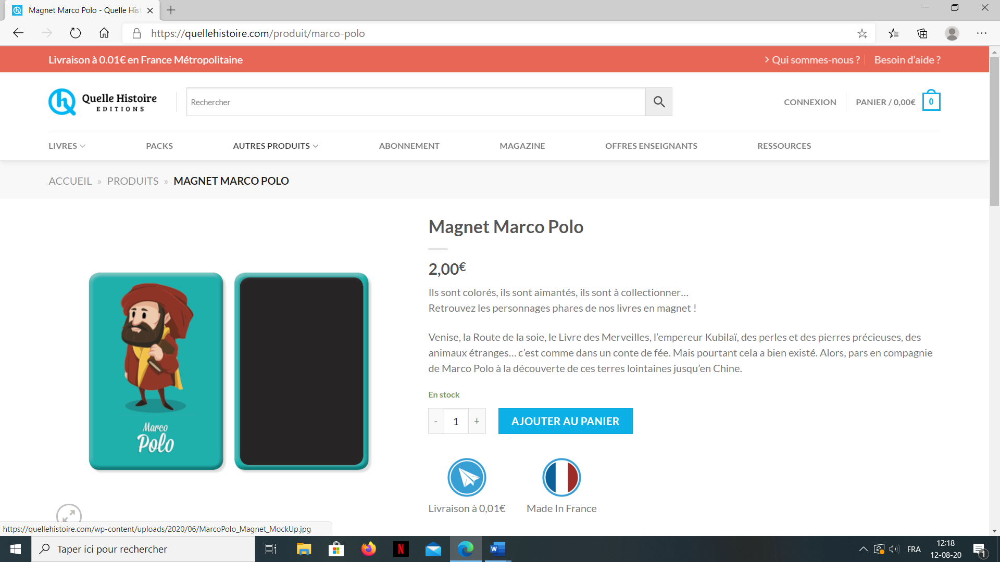 Magnet Marco Polo - Quelle Hist
https://quellehistoire.com/produit/marco-polo
Livraison à 0.01€ en France Métropolitaine
Qui sommes-nous ?
Besoin d'aide ?
Quelle Histoire
EDITIONS
Rechercher
CONNEXION
PANIER / 0,00€
0
LIVRES
PACKS
AUTRES PRODUITS
ABONNEMENT
MAGAZINE
OFFRES ENSEIGNANTS
RESSOURCES
ACCUEIL » PRODUITS » MAGNET MARCO POLO
Magnet Marco Polo
2,00€
Ils sont colorés, ils sont aimantés, ils sont à collectionner…
Retrouvez les personnages phares de nos livres en magnet !
Venise, la Route de la soie, le Livre des Merveilles, l'empereur Kubilaï, des perles et des pierres précieuses, des
animaux étranges… c'est comme dans un conte de fée. Mais pourtant cela a bien existé. Alors, pars en compagnie
de Marco Polo à la découverte de ces terres lointaines jusqu'en Chine.
En stock
- 1 +
AJOUTER AU PANIER
Marco
Polo
Livraison à 0,01€
Made In France
https://quellehistoire.com/wp-content/uploads/2020/06/MarcoPolo_Magnet_MockUp.jpg
Taper ici pour rechercher
FRA
12:18
12-08-20
1